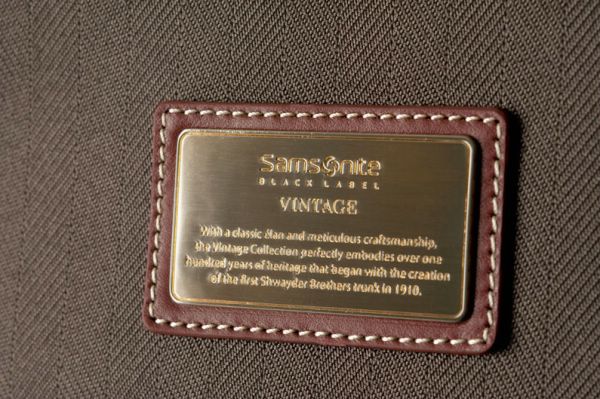 Samsonite
BLACK LABEL
VINTAGE
With a classic élan and meticulous craftsmanship,
the Vintage Collection perfectly embodies over one
hundred years of heritage that began with the creation
of the first Shwayder Brothers trunk in 1910.